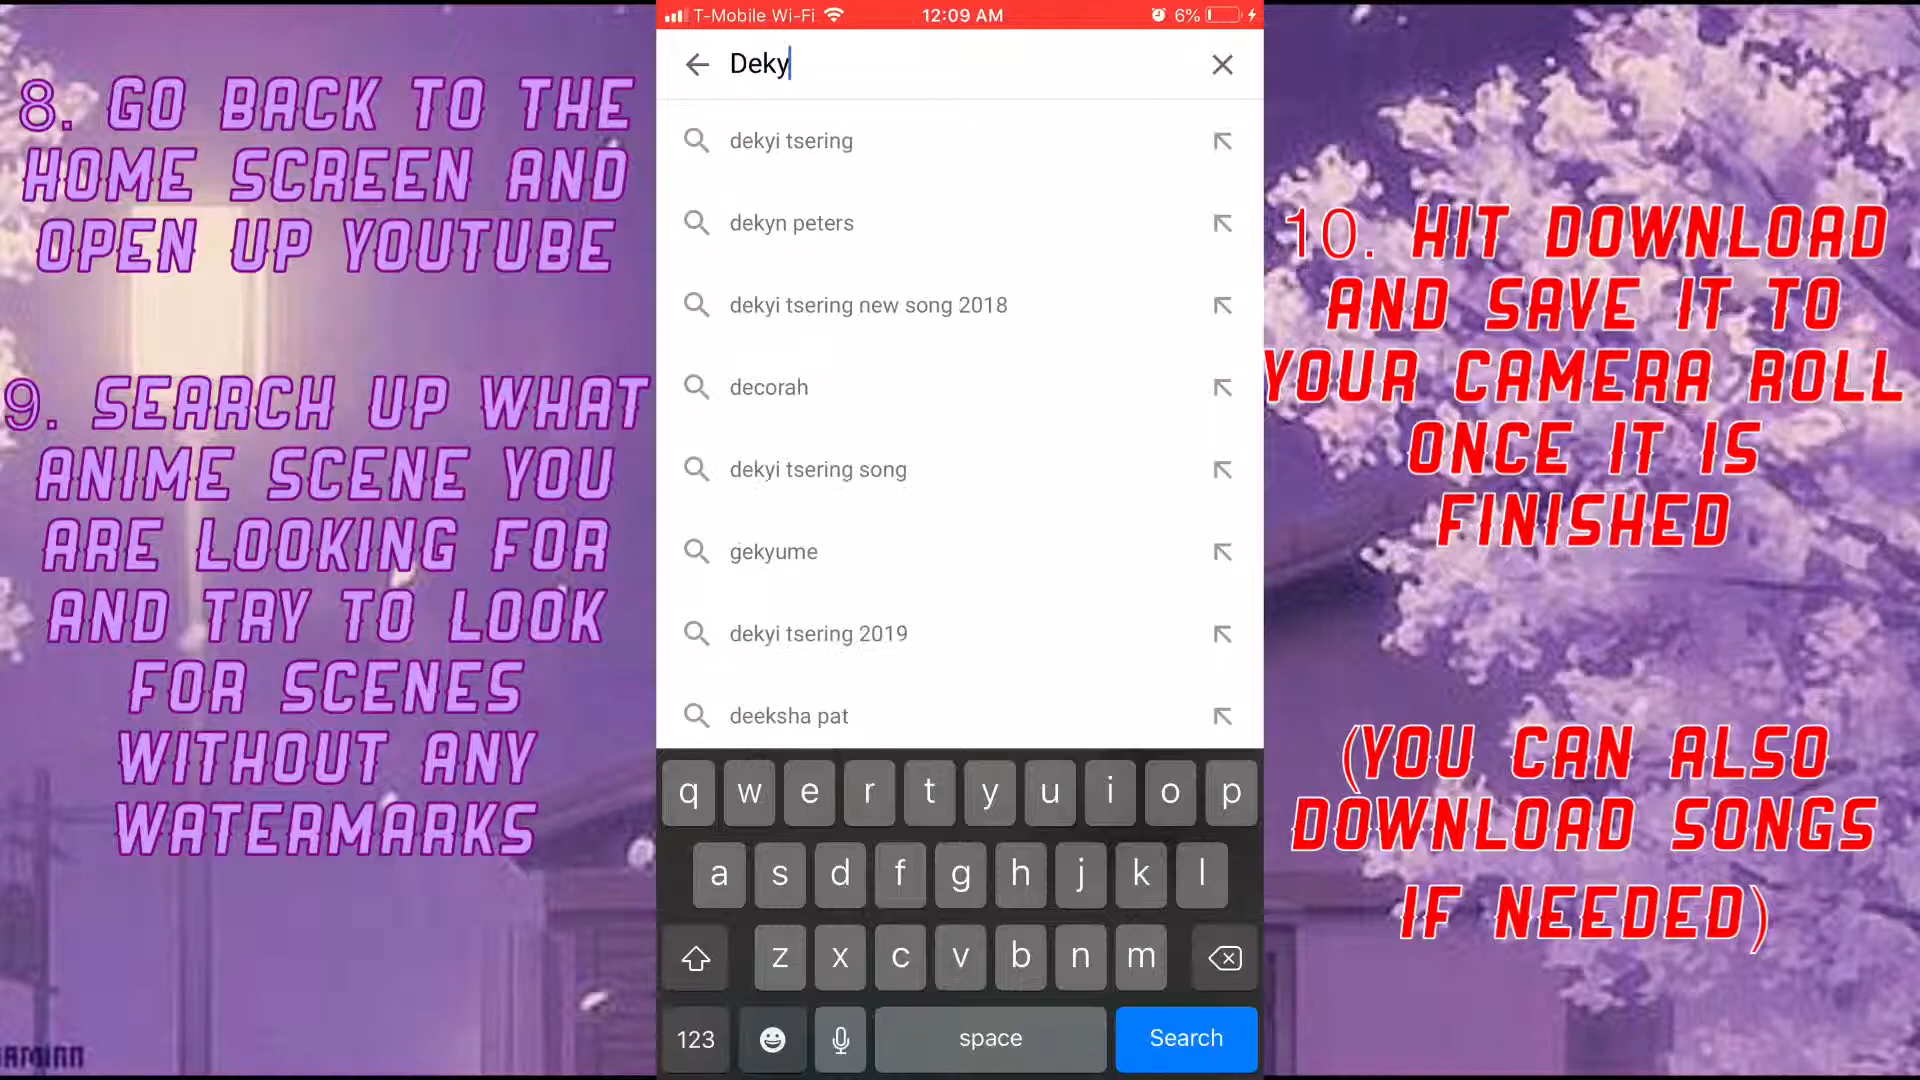 8. GO BACK TO THE
HOME SCREEN AND
OPEN UP YOUTUBE
9. SEARCH UP WHAT
ANIME SCENE YOU
ARE LOOKING FOR
AND TRY TO LOOK
FOR SCENES
WITHOUT ANY
WATERMARKS
T-Mobile Wi-Fi 12:09 AM 6%
Deky
dekyi tsering
dekyn peters
dekyi tsering new song 2018
decorah
dekyi tsering song
gekyume
dekyi tsering 2019
deeksha pat
q w e r t y u i o p
a s d f g h j k l
z x c v b n m
123 space Search
10. HIT DOWNLOAD
AND SAVE IT TO
YOUR CAMERA ROLL
ONCE IT IS
FINISHED
(YOU CAN ALSO
DOWNLOAD SONGS
IF NEEDED)